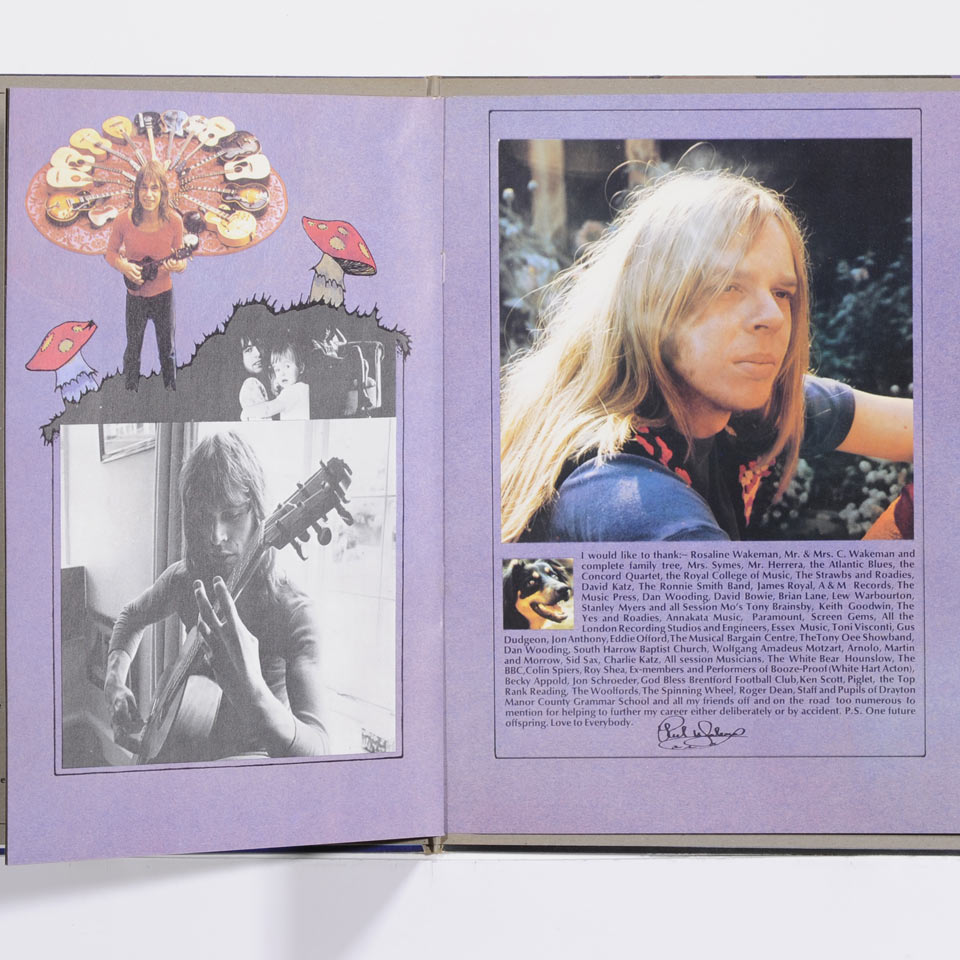 I would like to thank:~ Rosaline Wakeman, Mr. & Mrs. C. Wakeman and
complete family tree, Mrs. Symes, Mr. Herrera, the Atlantic Blues, the
Concord Quartet, the Royal College of Music, The Strawbs and Roadies,
David Katz, The Ronnie Smith Band, James Royal, A & M Records, The
Music Press, Dan Wooding, David Bowie, Brian Lane, Lew Warbourton,
Stanley Myers and all Session Mo's Tony Brainsby, Keith Goodwin, The
Yes and Roadies, Annakata Music, Paramount, Screen Gems, All the
London Recording Studios and Engineers, Essex Music, Toni Visconti, Gus
Dudgeon, Jon Anthony, Eddie Offord, The Musical Bargain Centre, TheTony Oee Showband,
Dan Wooding, South Harrow Baptist Church, Wolfgang Amadeus Motzart, Arnolo, Martin
and Morrow, Sid Sax, Charlie Katz, All session Musicians. The White Bear Hounslow, The
BBC,Colin Spiers, Roy Shea, Ex-members and Performers of Booze-Proof (White Hart Acton),
Becky Appold, Jon Schroeder, God Bless Brentford Football Club, Ken Scott, Piglet, the Top
Rank Reading, The Woolfords, The Spinning Wheel, Roger Dean, Staff and Pupils of Drayton
Manor County Grammar School and all my friends off and on the road too numerous to
mention for helping to further my career either deliberately or by accident. P.S. One future
offspring. Love to Everybody.